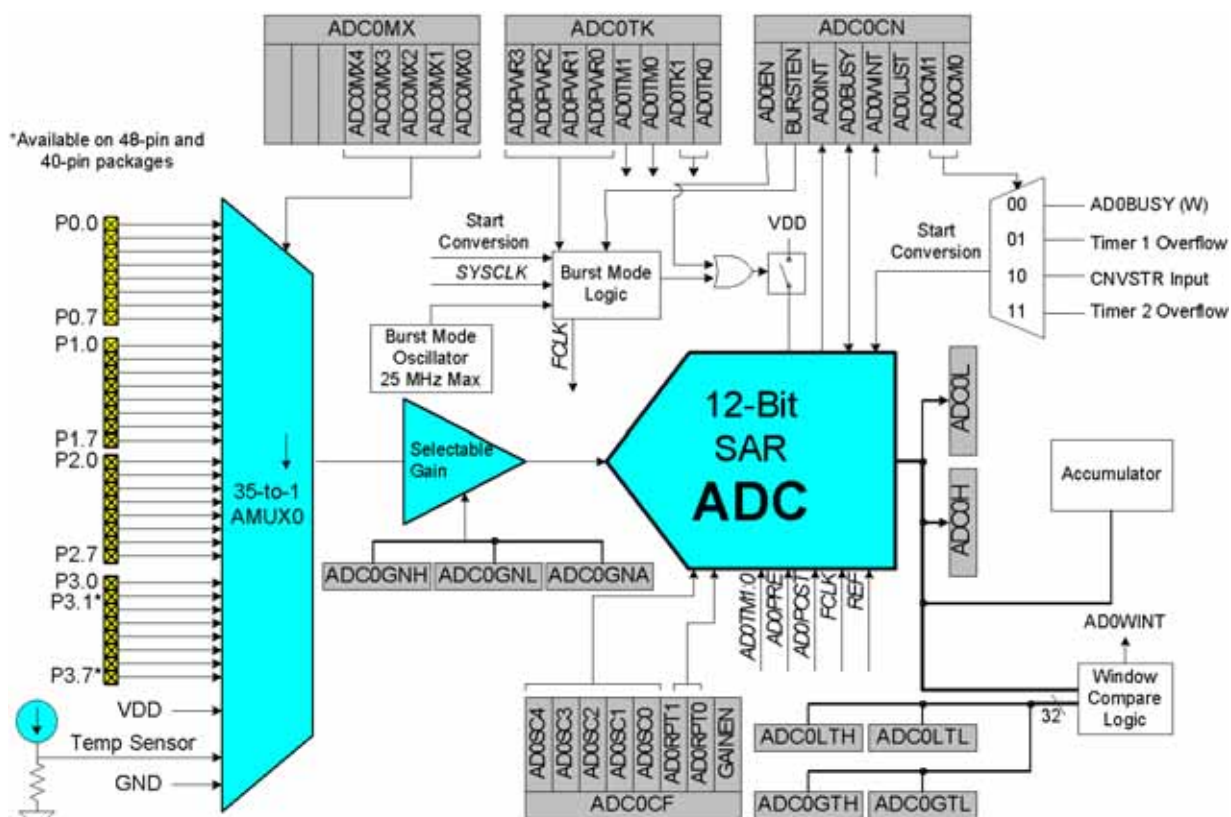 ADC0MX
ADC0MX4
ADC0MX3
ADC0MX2
ADC0MX1
ADC0MX0
ADC0TK
AD0PWR3
AD0PWR2
AD0PWR1
AD0PWR0
AD0TM1
AD0TM0
AD0TK1
AD0TK0
ADC0CN
AD0EN
BURSTEN
AD0INT
AD0BUSY
AD0WINT
AD0LJST
AD0CM1
AD0CM0
*Available on 48-pin and
40-pin packages
P0.0
P0.7
P1.0
P1.7
P2.0
P2.7
P3.0
P3.1*
P3.7*
VDD
Temp Sensor
GND
35-to-1
AMUX0
Start
Conversion
SYSCLK
Burst Mode
Logic
Burst Mode
Oscillator
25 MHz Max
FCLK
VDD
Start
Conversion
00
01
10
11
AD0BUSY (W)
Timer 1 Overflow
CNVSTR Input
Timer 2 Overflow
Selectable
Gain
ADC0GNH
ADC0GNL
ADC0GNA
12-Bit
SAR
ADC
ADC0L
ADC0H
Accumulator
AD0TM1:0
AD0PRE
AD0POST
FCLK
REF
AD0WINT
Window
Compare
Logic
32
ADC0LTH
ADC0LTL
ADC0GTH
ADC0GTL
AD0SC4
AD0SC3
AD0SC2
AD0SC1
AD0SC0
AD0RPT1
AD0RPT0
GAINEN
ADC0CF